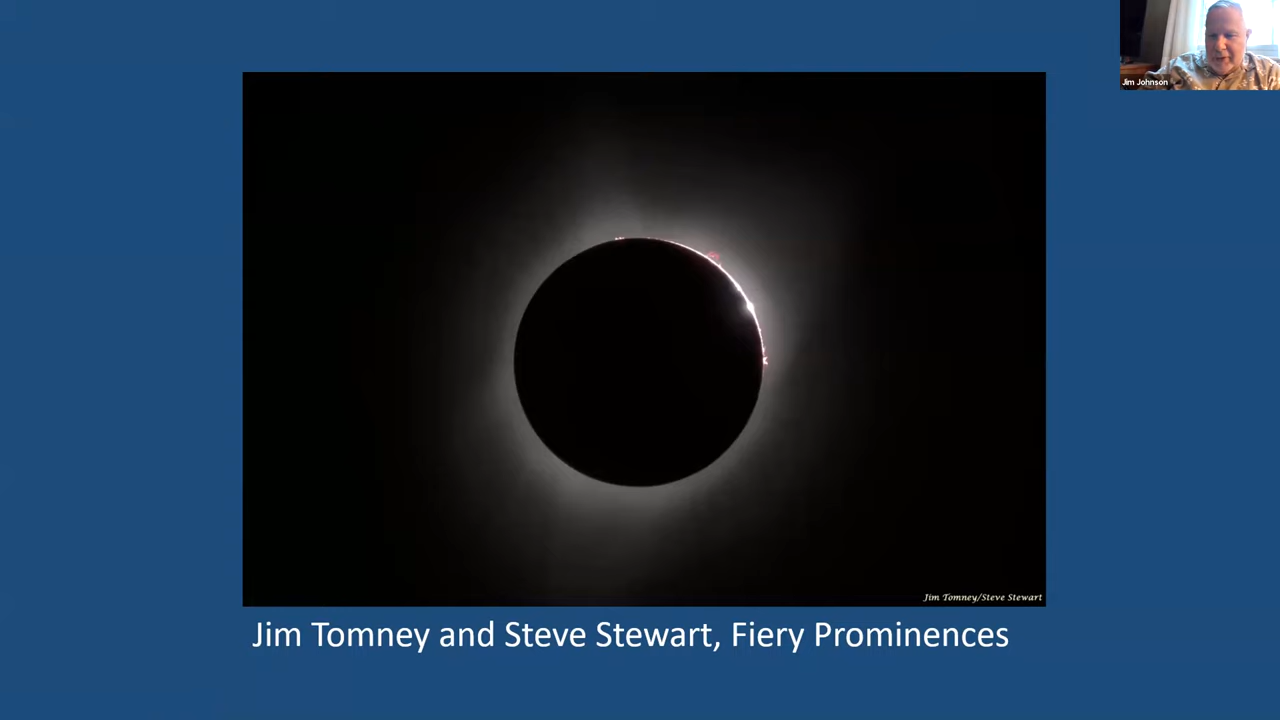 Jim Johnson
Jim Tomney/Steve Stewart
Jim Tomney and Steve Stewart, Fiery Prominences